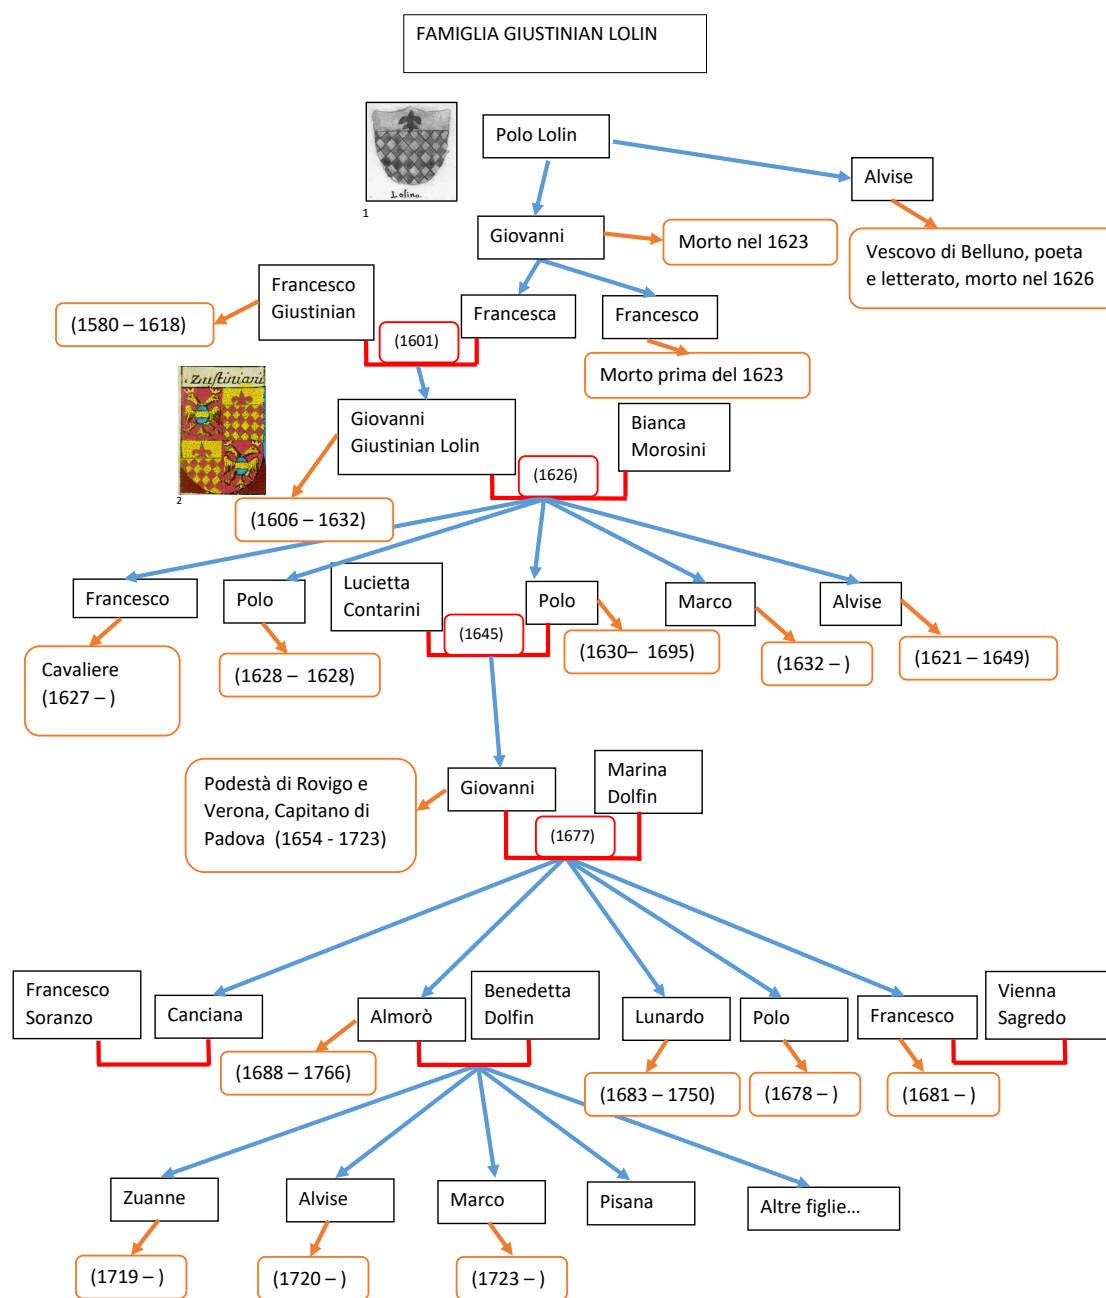 FAMIGLIA GIUSTINIAN LOLIN
Polo Lolin
Alvise
Lolino.
1
Giovanni
Morto nel 1623
Vescovo di Belluno, poeta
e letterato, morto nel 1626
Francesco
Giustinian
(1580 – 1618)
Francesca
Francesco
(1601)
Morto prima del 1623
Zustiniani
2
Giovanni
Giustinian Lolin
Bianca
Morosini
(1626)
(1606 – 1632)
Francesco
Polo
Lucietta
Contarini
Polo
Marco
Alvise
(1645)
Cavaliere
(1627 – )
(1628 –  1628)
(1630–  1695)
(1632 – )
(1621 – 1649)
Podestà di Rovigo e
Verona, Capitano di
Padova  (1654 - 1723)
Giovanni
Marina
Dolfin
(1677)
Francesco
Soranzo
Canciana
Almorò
Benedetta
Dolfin
Lunardo
Polo
Francesco
Vienna
Sagredo
(1688 – 1766)
(1683 – 1750)
(1678 – )
(1681 – )
Zuanne
Alvise
Marco
Pisana
Altre figlie…
(1719 – )
(1720 – )
(1723 – )